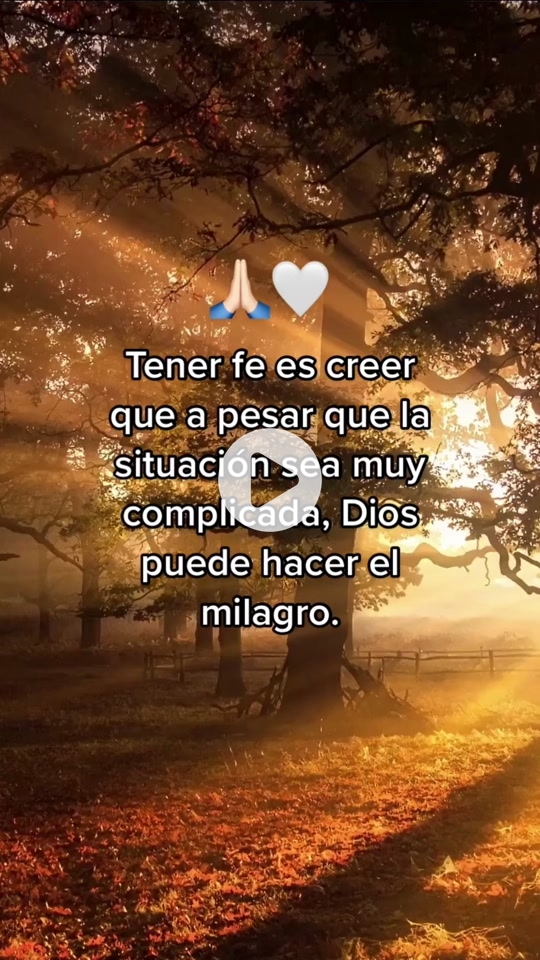 🙏🏻🤍
Tener fe es creer
que a pesar que la
situación sea muy
complicada, Dios
puede hacer el
milagro.